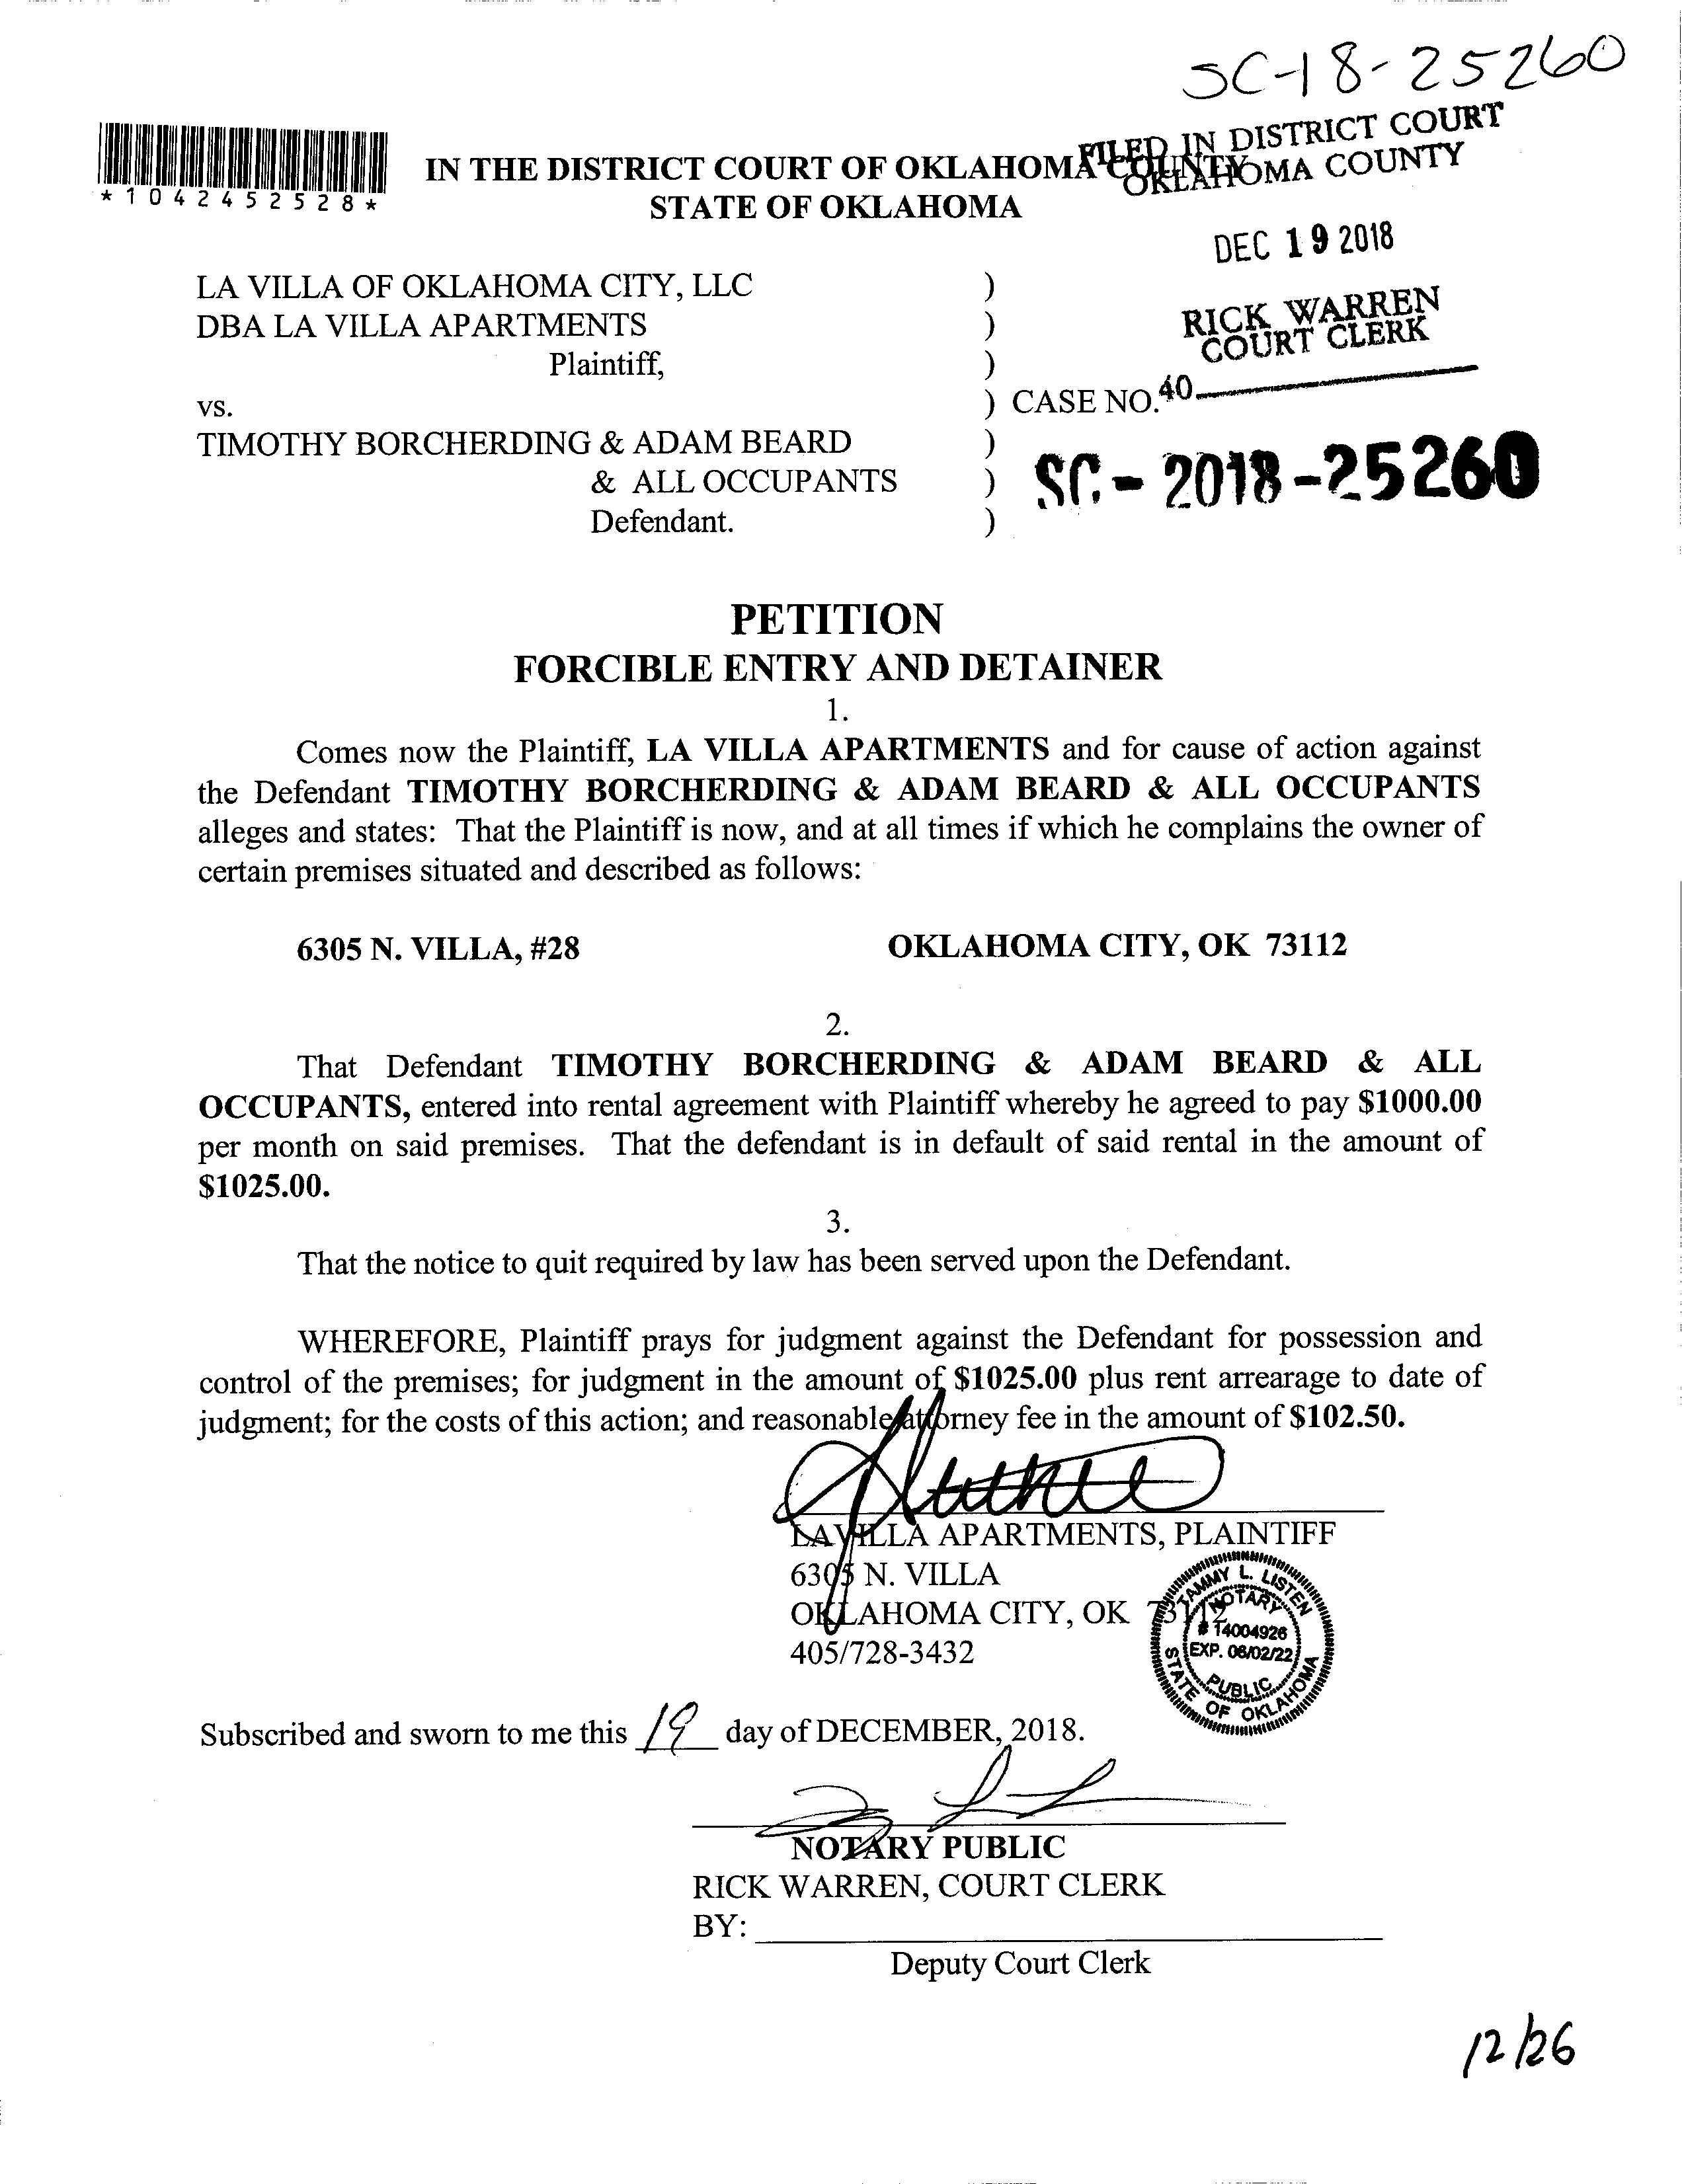 SC-18-25260
*1042452528*
IN THE DISTRICT COURT OF OKLAHOMA COUNTY
STATE OF OKLAHOMA
FILED IN DISTRICT COURT
OKLAHOMA COUNTY
DEC 19 2018
RICK WARREN
COURT CLERK
40
LA VILLA OF OKLAHOMA CITY, LLC )
DBA LA VILLA APARTMENTS )
Plaintiff, )
vs. ) CASE NO.
TIMOTHY BORCHERDING & ADAM BEARD )
& ALL OCCUPANTS ) SC - 2018 - 25260
Defendant. )
PETITION
FORCIBLE ENTRY AND DETAINER
1.
Comes now the Plaintiff, LA VILLA APARTMENTS and for cause of action against
the Defendant TIMOTHY BORCHERDING & ADAM BEARD & ALL OCCUPANTS
alleges and states: That the Plaintiff is now, and at all times if which he complains the owner of
certain premises situated and described as follows:
6305 N. VILLA, #28 OKLAHOMA CITY, OK 73112
2.
That Defendant TIMOTHY BORCHERDING & ADAM BEARD & ALL
OCCUPANTS, entered into rental agreement with Plaintiff whereby he agreed to pay $1000.00
per month on said premises. That the defendant is in default of said rental in the amount of
$1025.00.
3.
That the notice to quit required by law has been served upon the Defendant.
WHEREFORE, Plaintiff prays for judgment against the Defendant for possession and
control of the premises; for judgment in the amount of $1025.00 plus rent arrearage to date of
judgment; for the costs of this action; and reasonable attorney fee in the amount of $102.50.
LA VILLA APARTMENTS, PLAINTIFF
6305 N. VILLA
OKLAHOMA CITY, OK 73112
405/728-3432
TAMMY L. LISTEN
NOTARY
# 14004926
EXP. 06/02/22
PUBLIC
STATE OF OKLAHOMA
Subscribed and sworn to me this 19 day of DECEMBER, 2018.
NOTARY PUBLIC
RICK WARREN, COURT CLERK
BY:
Deputy Court Clerk
12/26